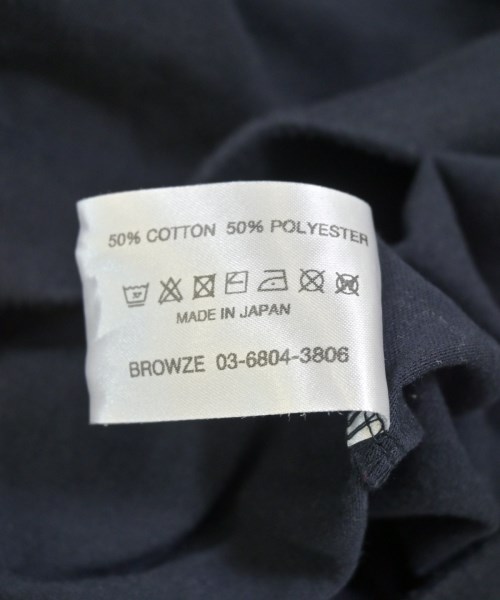 50% COTTON 50% POLYESTER
MADE IN JAPAN
BROWZE 03-6804-3806